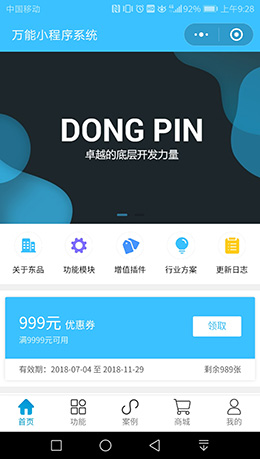 中国移动 92% 上午9:28
万能小程序系统
DONG PIN
卓越的底层开发力量
关于东品 功能模块 增值插件 行业方案 更新日志
999元 优惠券 领取
满9999元可用
有效期：2018-07-04 至 2018-11-29 剩余989张
首页 功能 案例 商城 我的